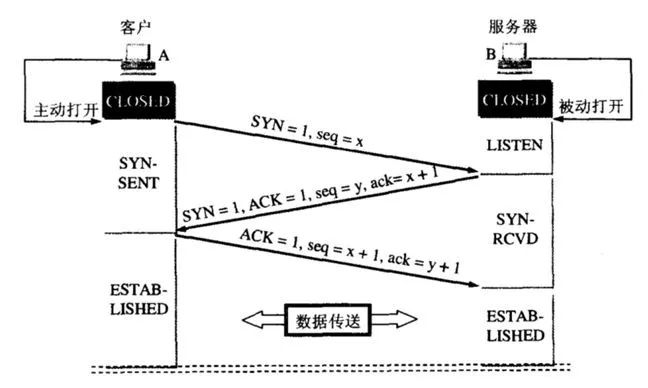 客户
服务器
A
B
主动打开
CLOSED
CLOSED
被动打开
SYN = 1, seq = x
LISTEN
SYN-
SENT
SYN = 1, ACK = 1, seq = y, ack= x + 1
SYN-
RCVD
ACK = 1, seq = x + 1, ack = y + 1
ESTAB-
LISHED
数据传送
ESTAB-
LISHED